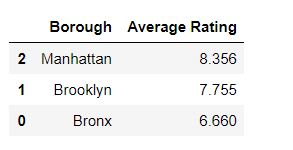 Borough Average Rating
2 Manhattan 8.356
1 Brooklyn 7.755
0 Bronx 6.660